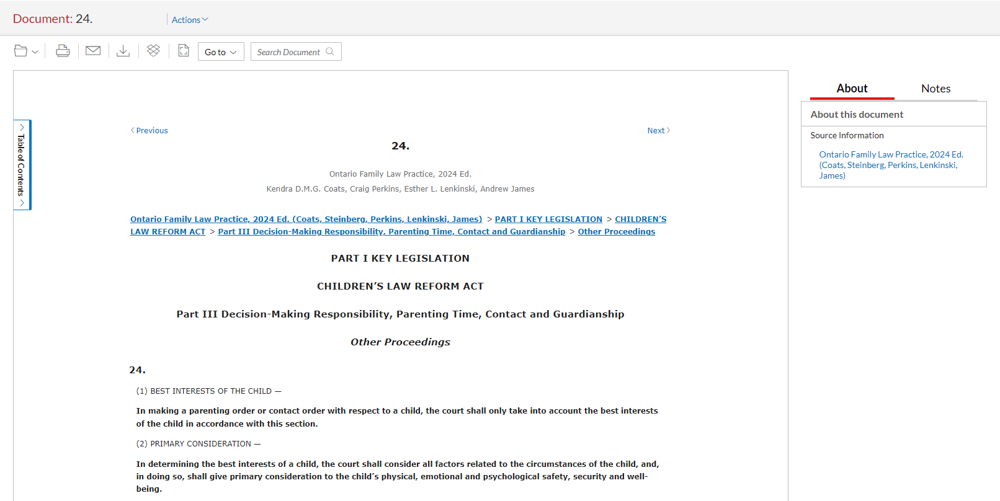 Document: 24.
Actions
Go to
Search Document
About
Notes
About this document
Source Information
Ontario Family Law Practice, 2024 Ed.
(Coats, Steinberg, Perkins, Lenkinski,
James)
Table of Contents
Previous
Next
24.
Ontario Family Law Practice, 2024 Ed.
Kendra D.M.G. Coats, Craig Perkins, Esther L. Lenkinski, Andrew James
Ontario Family Law Practice, 2024 Ed. (Coats, Steinberg, Perkins, Lenkinski, James) > PART I KEY LEGISLATION > CHILDREN’S
LAW REFORM ACT > Part III Decision-Making Responsibility, Parenting Time, Contact and Guardianship > Other Proceedings
PART I KEY LEGISLATION
CHILDREN’S LAW REFORM ACT
Part III Decision-Making Responsibility, Parenting Time, Contact and Guardianship
Other Proceedings
24.
(1) BEST INTERESTS OF THE CHILD —
In making a parenting order or contact order with respect to a child, the court shall only take into account the best interests
of the child in accordance with this section.
(2) PRIMARY CONSIDERATION —
In determining the best interests of a child, the court shall consider all factors related to the circumstances of the child, and,
in doing so, shall give primary consideration to the child’s physical, emotional and psychological safety, security and well-
being.